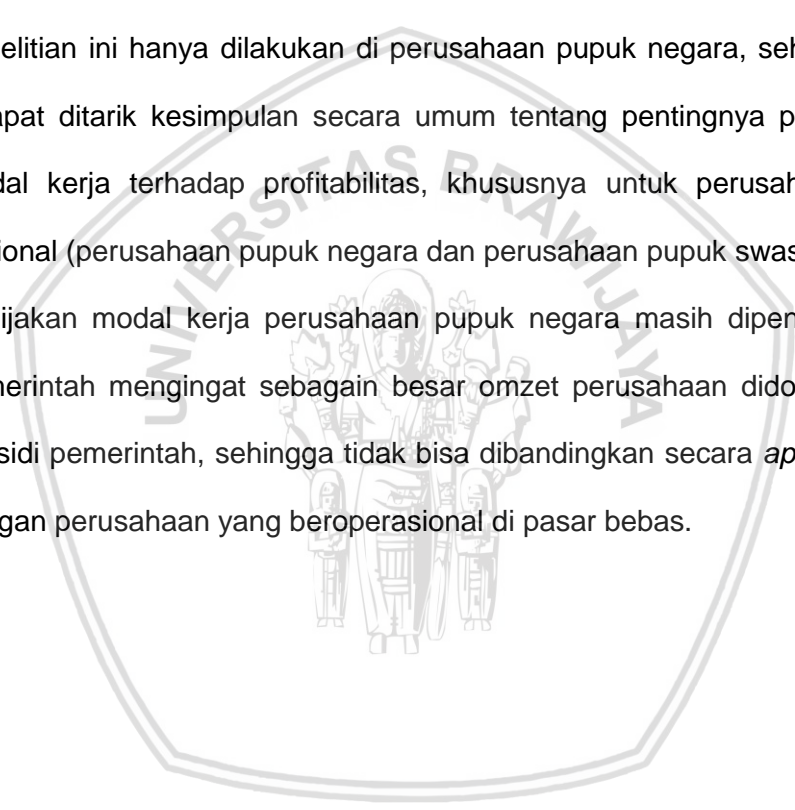 elitian ini hanya dilakukan di perusahaan pupuk negara, seh
apat ditarik kesimpulan secara umum tentang pentingnya p
dal kerja terhadap profitabilitas, khususnya untuk perusah
ional (perusahaan pupuk negara dan perusahaan pupuk swas
ijakan modal kerja perusahaan pupuk negara masih dipen
nerintah mengingat sebagain besar omzet perusahaan dido
sidi pemerintah, sehingga tidak bisa dibandingkan secara ap
gan perusahaan yang beroperasional di pasar bebas.
UNIVERSITAS BRAWIJAYA